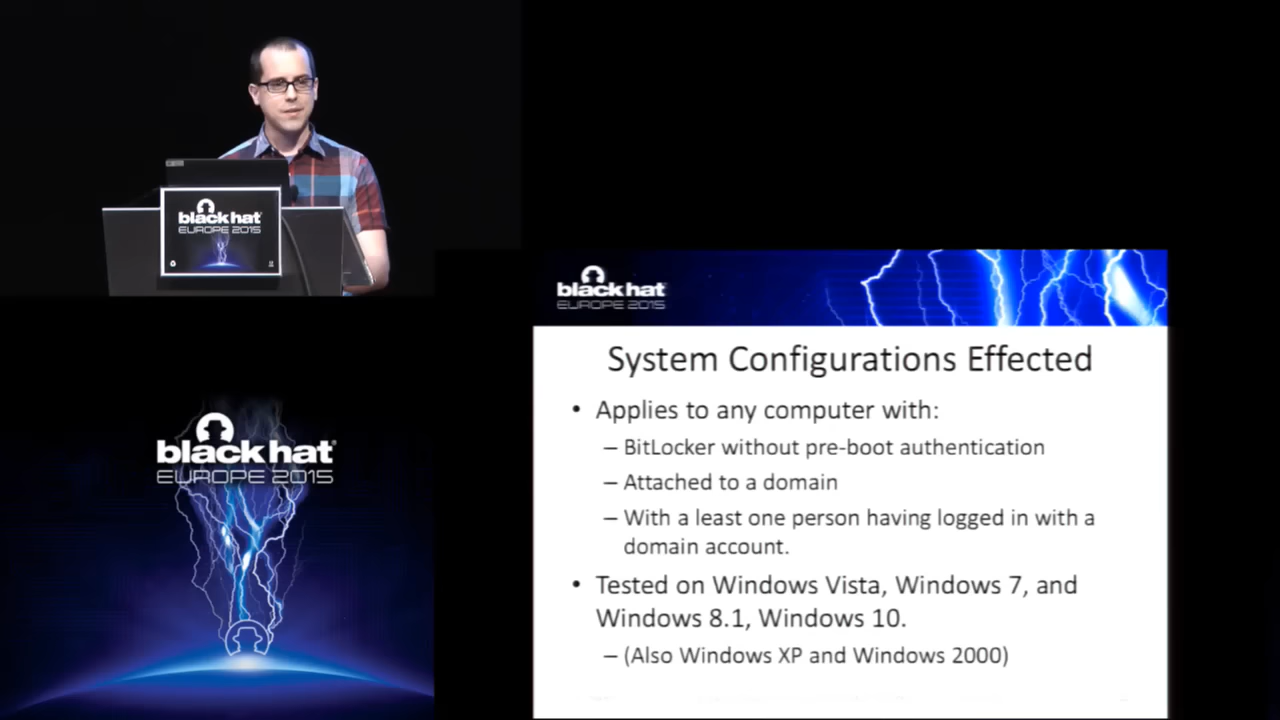 black hat
EUROPE 2015
black hat
EUROPE 2015
System Configurations Effected
• Applies to any computer with:
– BitLocker without pre-boot authentication
– Attached to a domain
– With a least one person having logged in with a
domain account.
• Tested on Windows Vista, Windows 7, and
Windows 8.1, Windows 10.
– (Also Windows XP and Windows 2000)
black hat
EUROPE 2015